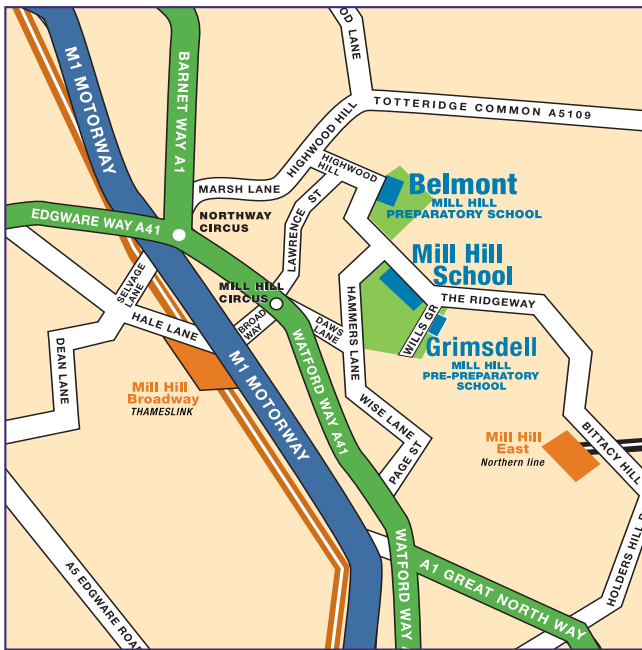 OOD LANE
M1 MOTORWAY
BARNET WAY A1
TOTTERIDGE COMMON A5109
HIGHWOOD HILL
HIGHWOOD
HILL
MARSH LANE
Belmont
MILL HILL
PREPARATORY SCHOOL
EDGWARE WAY A41
NORTHWAY
CIRCUS
LAWRENCE ST
Mill Hill
School
SELVAGE
LANE
MILL HILL
CIRCUS
THE RIDGEWAY
HALE LANE
BROAD
WAY
DAWS
LANE
HAMMERS LANE
WILLS GR
Grimsdell
MILL HILL
PRE-PREPARATORY
SCHOOL
DEAN LANE
M1 MOTORWAY
WATFORD WAY A41
Mill Hill
Broadway
THAMESLINK
WISE LANE
PAGE ST
Mill Hill
East
Northern line
BITTACY HILL
A5 EDGWARE ROA
WATFORD WAY A
A1 GREAT NORTH WAY
HOLDERS HILL